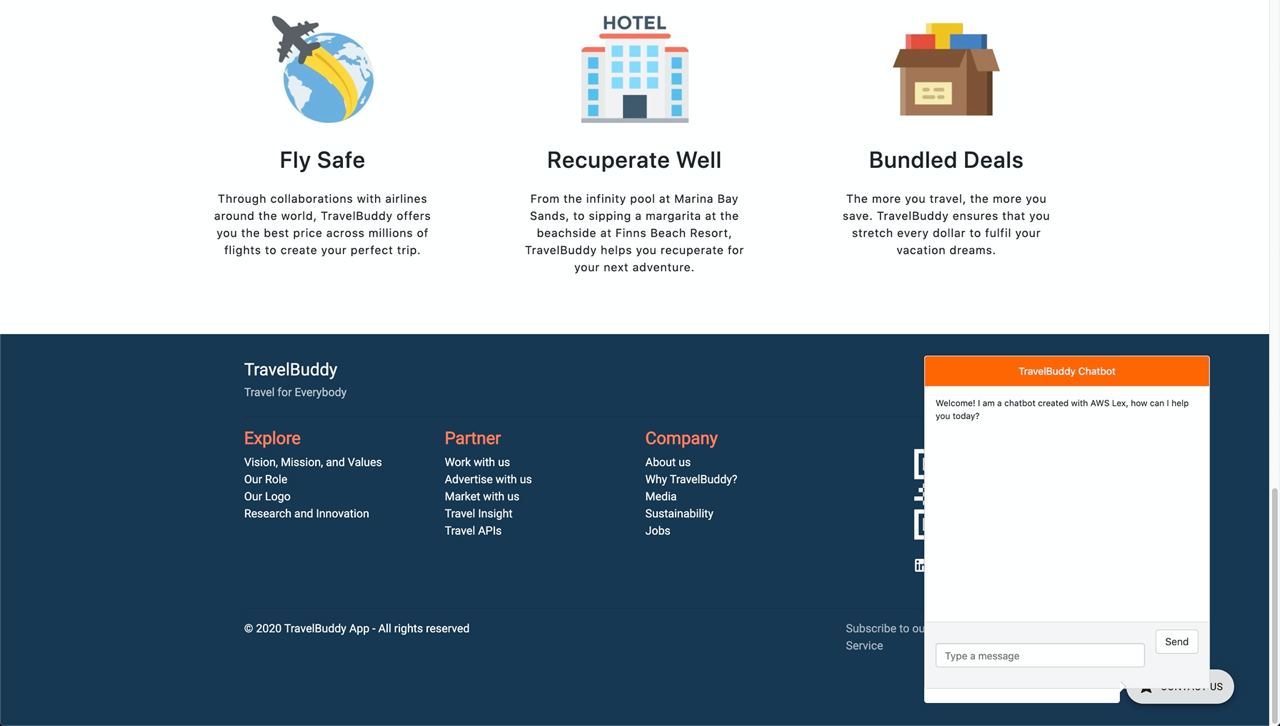 HOTEL
Fly Safe
Through collaborations with airlines
around the world, TravelBuddy offers
you the best price across millions of
flights to create your perfect trip.
Recuperate Well
From the infinity pool at Marina Bay
Sands, to sipping a margarita at the
beachside at Finns Beach Resort,
TravelBuddy helps you recuperate for
your next adventure.
Bundled Deals
The more you travel, the more you
save. TravelBuddy ensures that you
stretch every dollar to fulfil your
vacation dreams.
TravelBuddy
Travel for Everybody
Explore
Vision, Mission, and Values
Our Role
Our Logo
Research and Innovation
Partner
Work with us
Advertise with us
Market with us
Travel Insight
Travel APIs
Company
About us
Why TravelBuddy?
Media
Sustainability
Jobs
© 2020 TravelBuddy App - All rights reserved
Subscribe to
Service
TravelBuddy Chatbot
Welcome! I am a chatbot created with AWS Lex, how can I help
you today?
Type a message
Send
US